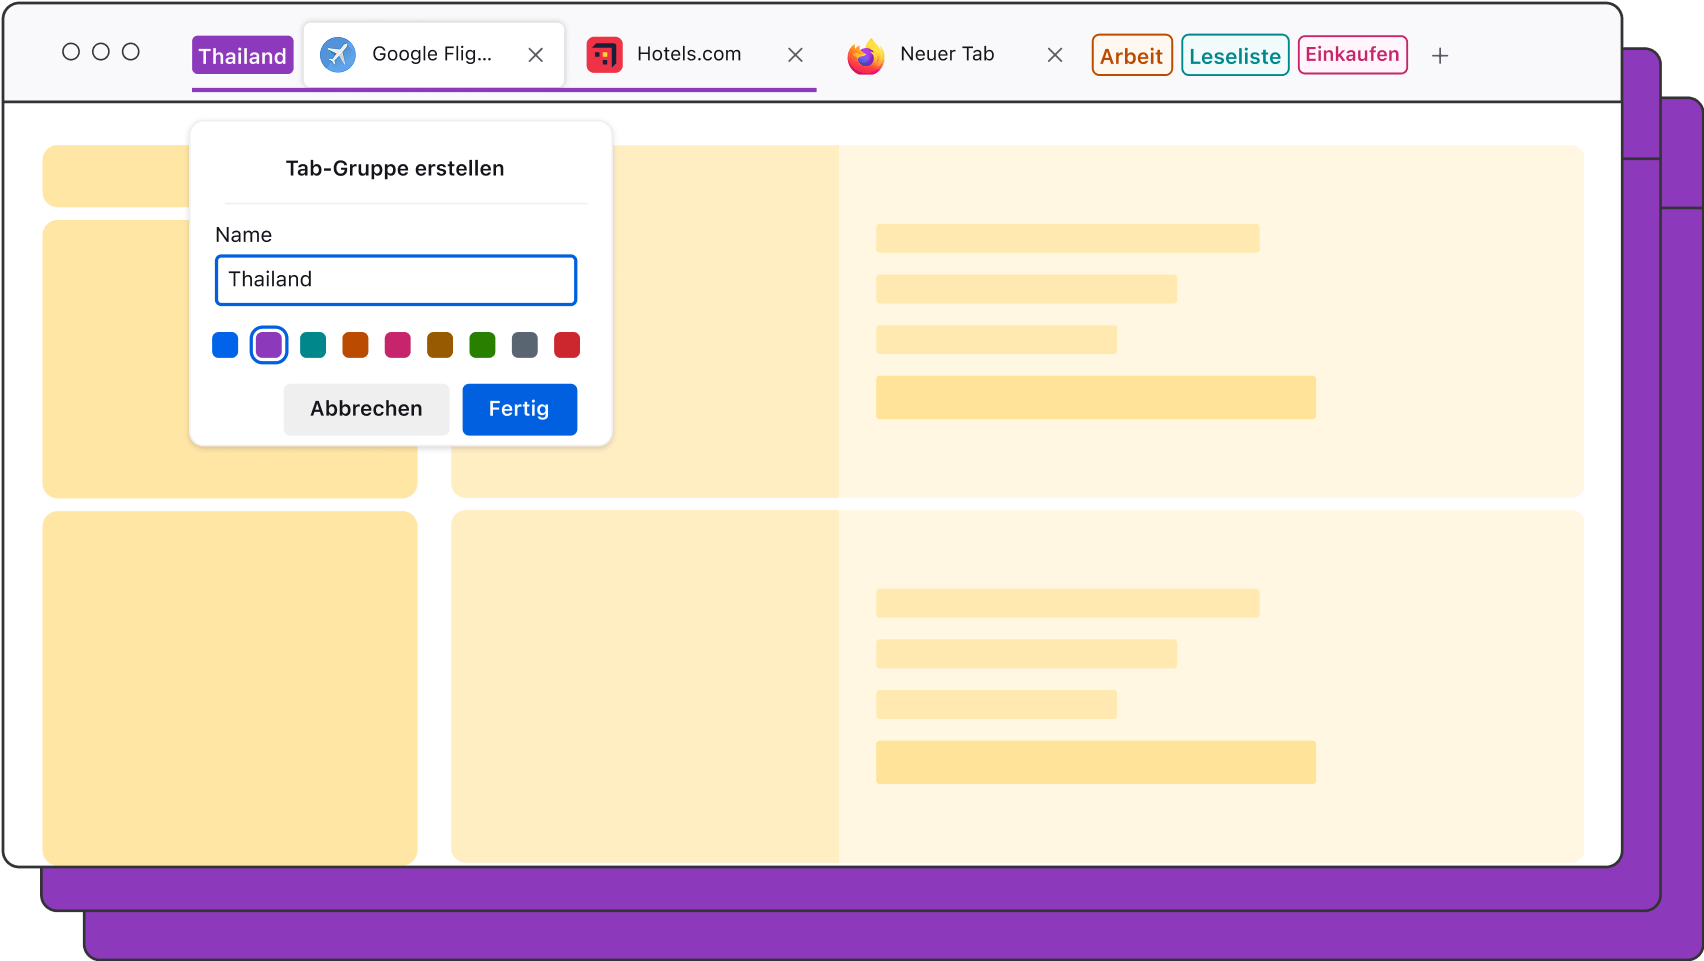 Thailand Google Flig... Hotels.com Neuer Tab Arbeit Leseliste Einkaufen
Tab-Gruppe erstellen
Name
Thailand
Abbrechen Fertig